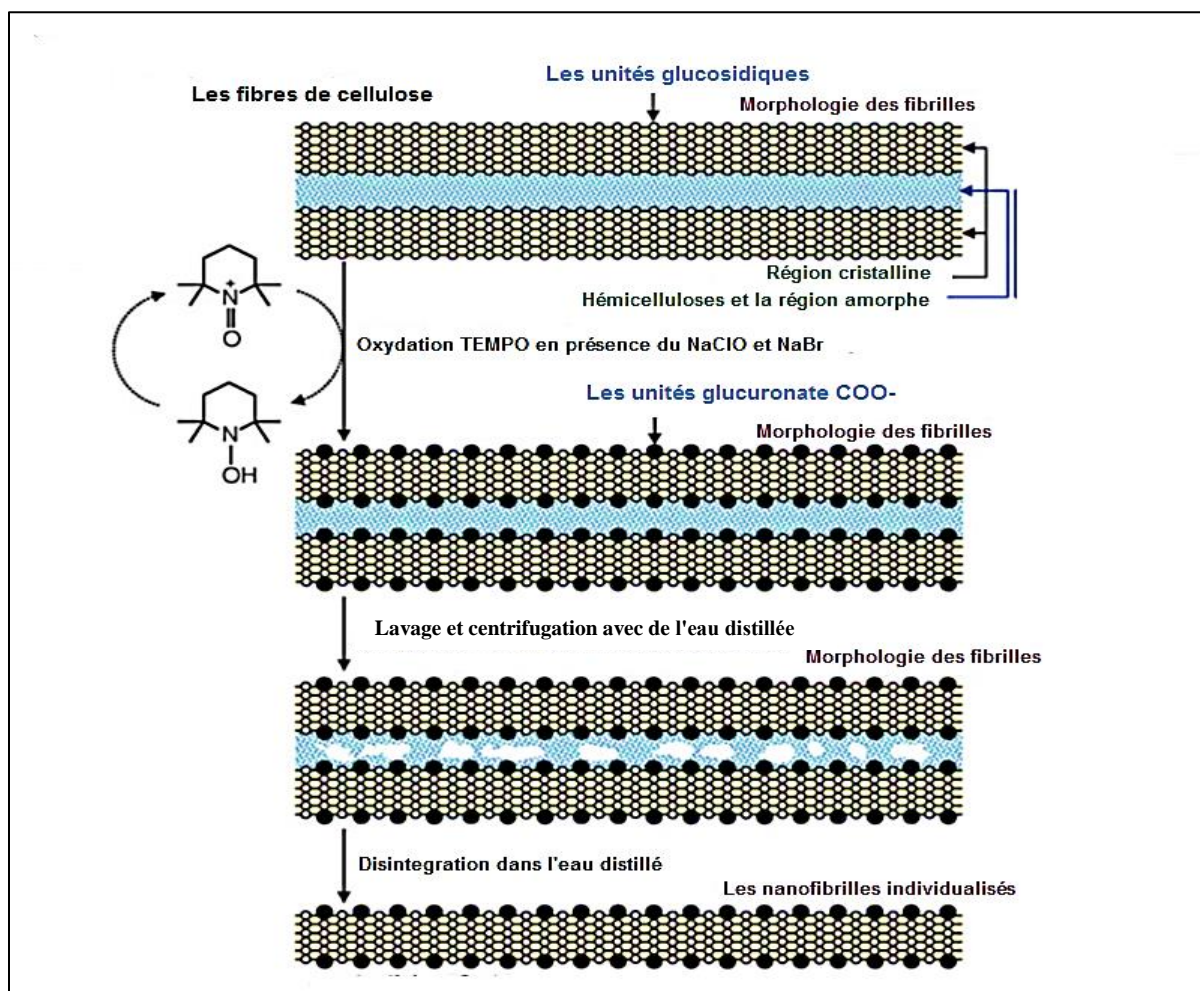 Les unités glucosidiques
Les fibres de cellulose
Morphologie des fibrilles
Région cristalline
Hémicelluloses et la région amorphe
N
+
O
Oxydation TEMPO en présence du NaClO et NaBr
Les unités glucuronate COO-
Morphologie des fibrilles
N
OH
Lavage et centrifugation avec de l'eau distillée
Morphologie des fibrilles
Disintegration dans l'eau distillé
Les nanofibrilles individualisés